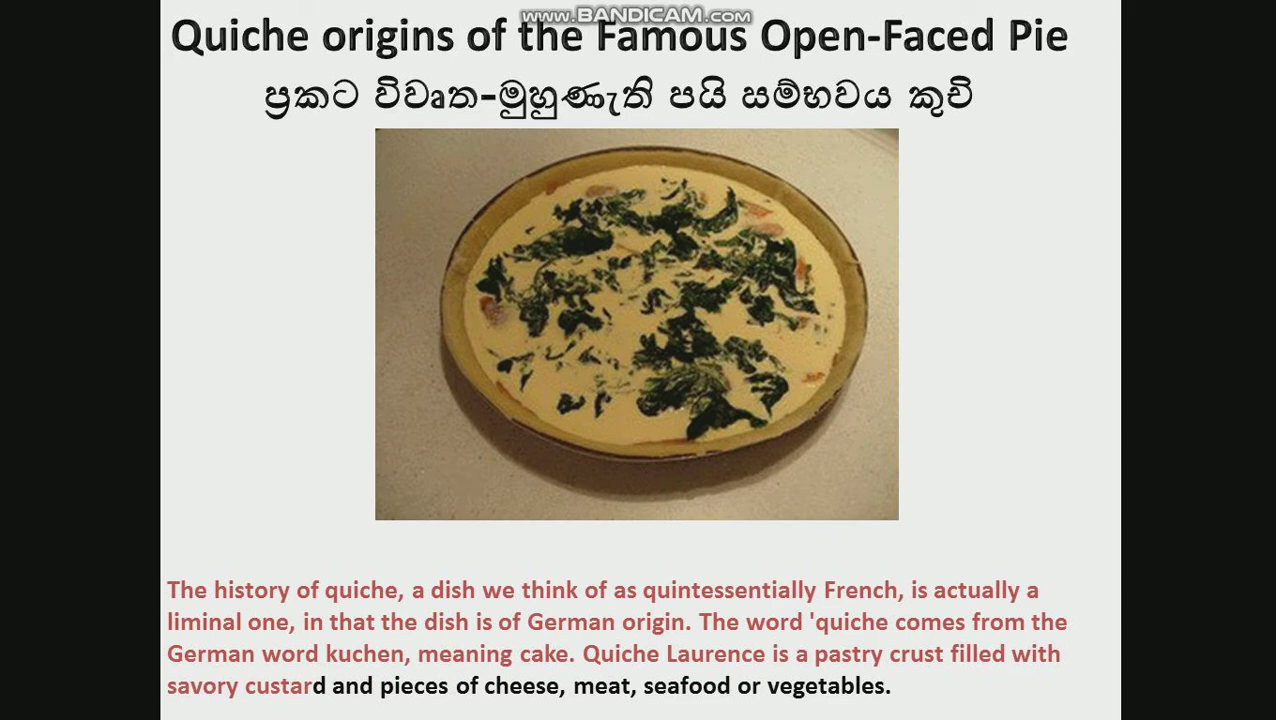 www.BANDICAM.com
Quiche origins of the Famous Open-Faced Pie
ප්‍රකට විවෘත-මුහුණැති පයි සම්භවය කුචි
The history of quiche, a dish we think of as quintessentially French, is actually a
liminal one, in that the dish is of German origin. The word 'quiche comes from the
German word kuchen, meaning cake. Quiche Laurence is a pastry crust filled with
savory custard and pieces of cheese, meat, seafood or vegetables.